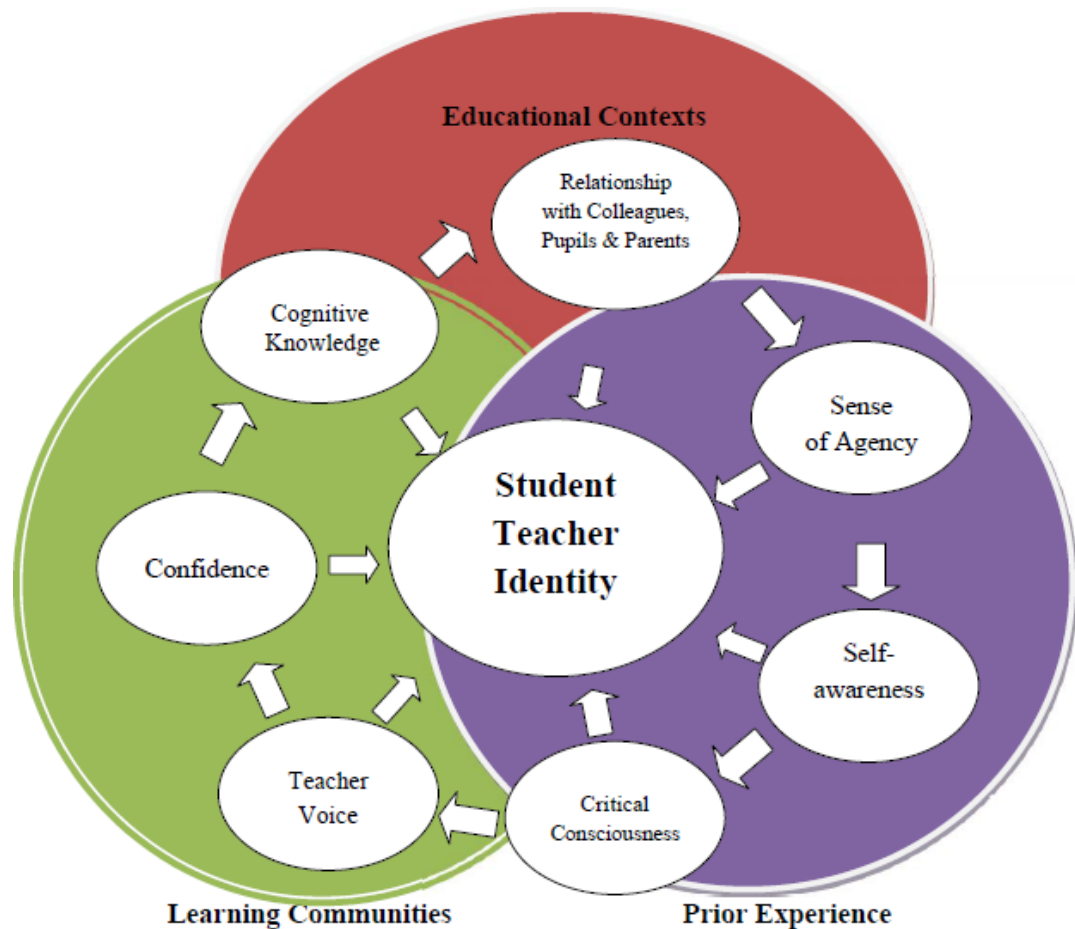 Educational Contexts
Relationship
with Colleagues,
Pupils & Parents
Cognitive
Knowledge
Sense
of Agency
Student
Teacher
Identity
Confidence
Self-
awareness
Teacher
Voice
Critical
Consciousness
Learning Communities
Prior Experience